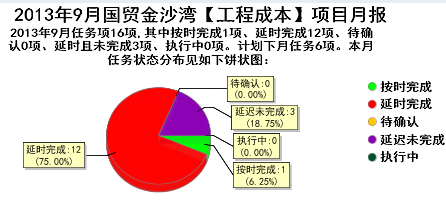 2013年9月国贸金沙湾【工程成本】项目月报
2013年9月任务项16项,其中按时完成1项、延时完成12项、待确
认0项、延时且未完成3项、执行中0项。计划下月任务6项。本月
任务状态分布见如下饼状图：
待确认:0
(0.00%)
延迟未完成:3
(18.75%)
执行中:0
(0.00%)
按时完成:1
(6.25%)
延时完成:12
(75.00%)
按时完成
延时完成
待确认
延迟未完成
执行中